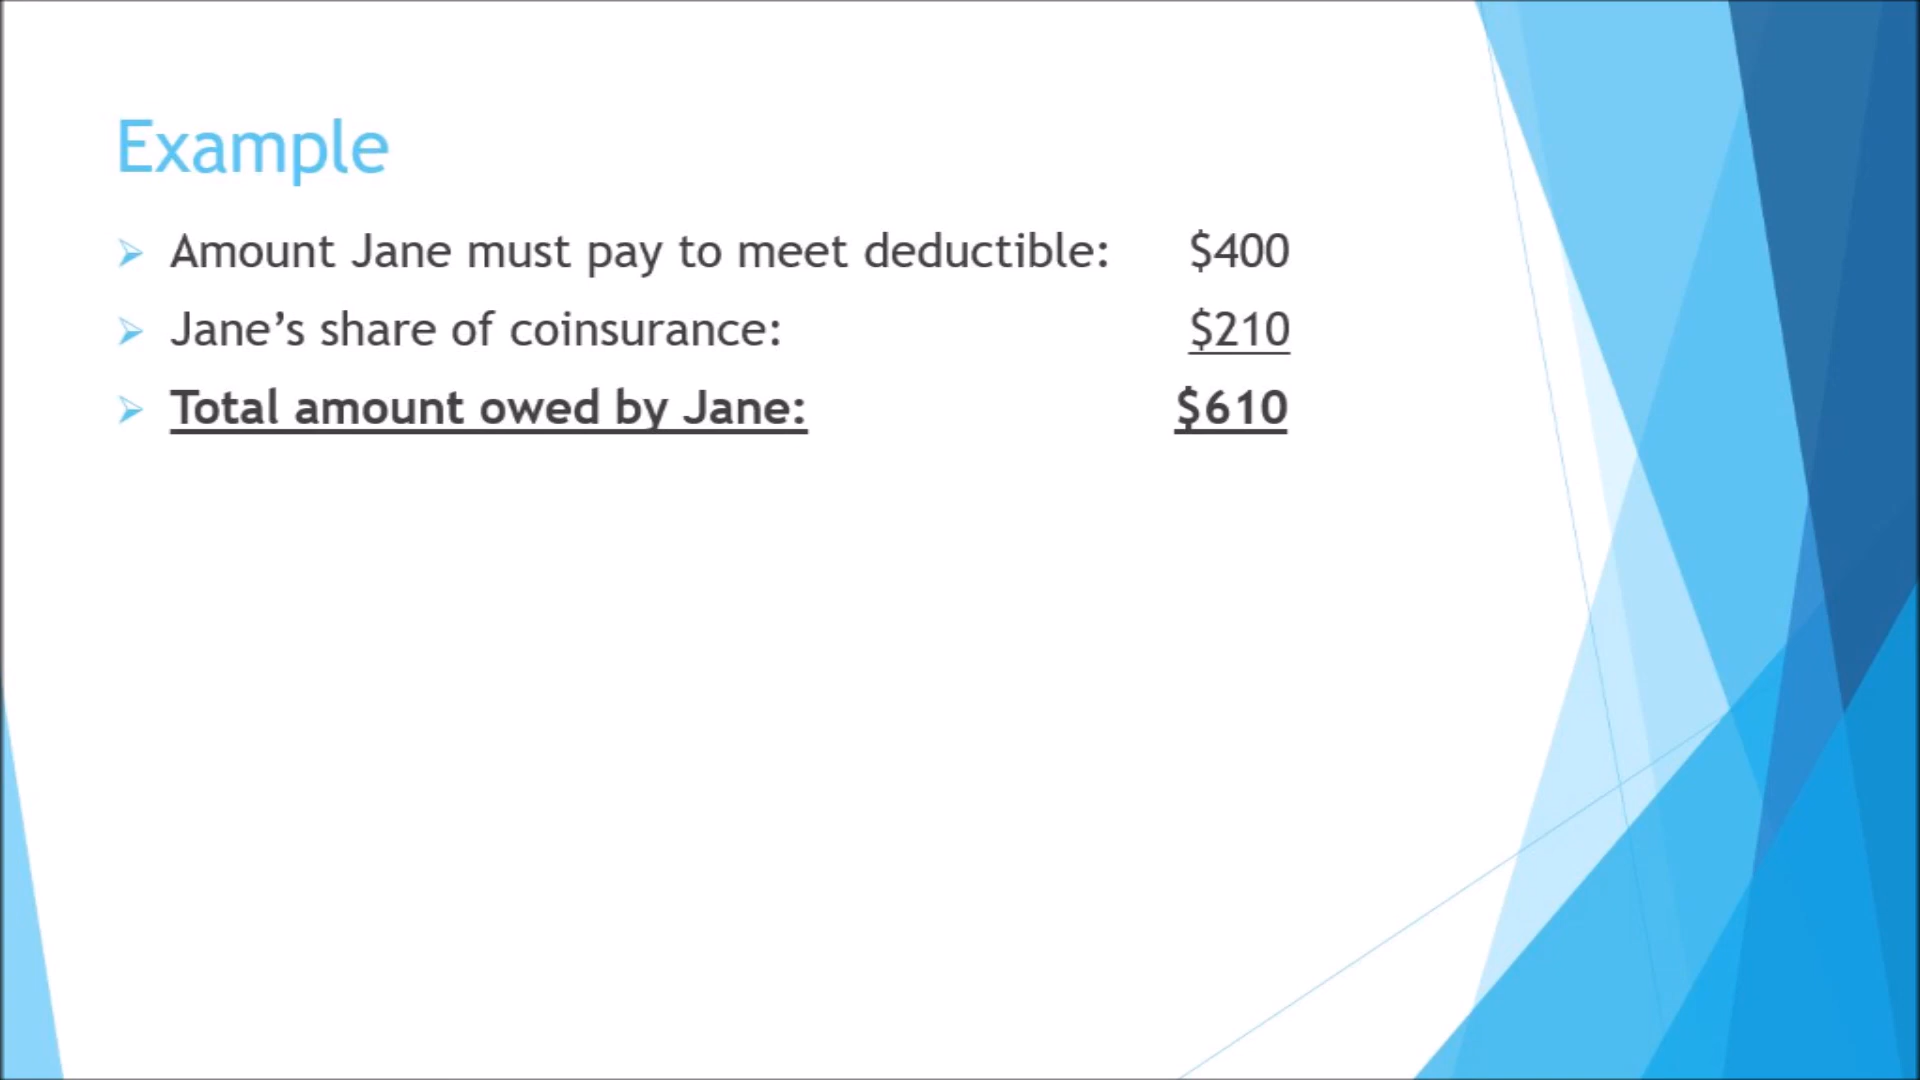 Example
Amount Jane must pay to meet deductible: $400
Jane’s share of coinsurance: $210
Total amount owed by Jane: $610